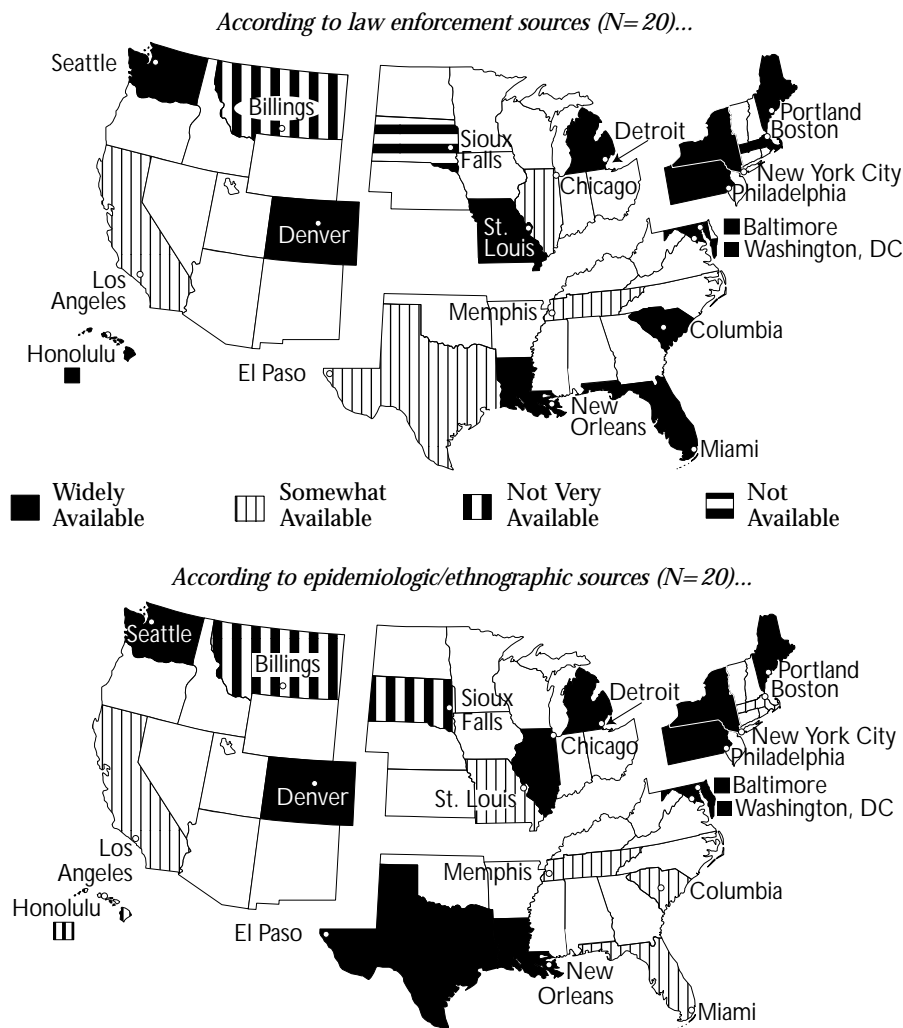 According to law enforcement sources (N=20)...
Seattle
Billings
Portland
Boston
Detroit
Sioux
Falls
New York City
Chicago
Philadelphia
Baltimore
St.
Louis
Denver
Washington, DC
Los
Angeles
Memphis
Columbia
Honolulu
El Paso
New
Orleans
Miami
Widely
Available
Somewhat
Available
Not Very
Available
Not
Available
According to epidemiologic/ethnographic sources (N=20)...
Seattle
Billings
Portland
Boston
Detroit
Sioux
Falls
New York City
Chicago
Philadelphia
Baltimore
Denver
St. Louis
Washington, DC
Los
Angeles
Memphis
Columbia
Honolulu
El Paso
New
Orleans
Miami